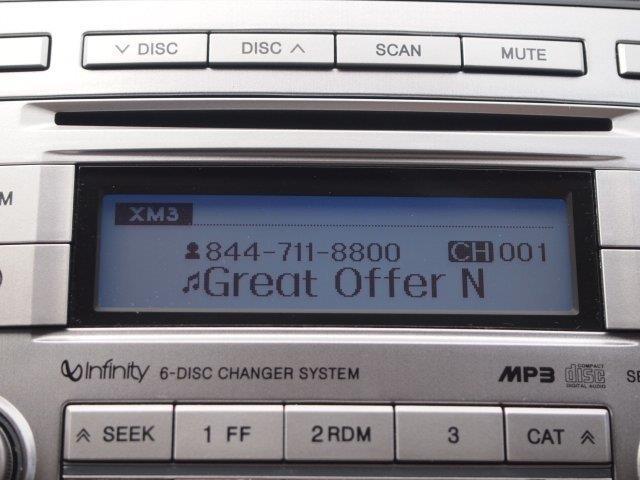 DISC DISC SCAN MUTE
M
XM3
844-711-8800 CH 001
Great Offer N
Infinity 6-DISC CHANGER SYSTEM MP3 COMPACT disc DIGITAL AUDIO SE
SEEK 1 FF 2 RDM 3 CAT